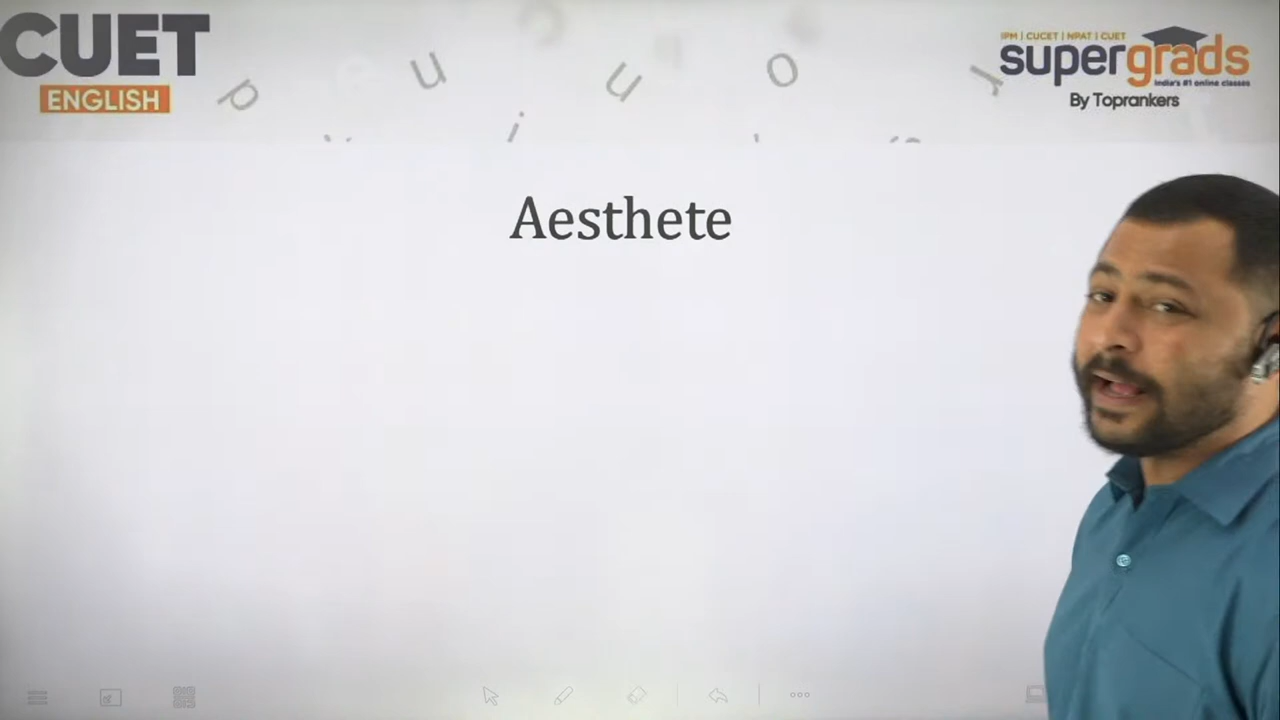 CUET
ENGLISH
IPM | CUCET | NPAT | CUET
supergrads
India's #1 online classes
By Toprankers
Aesthete